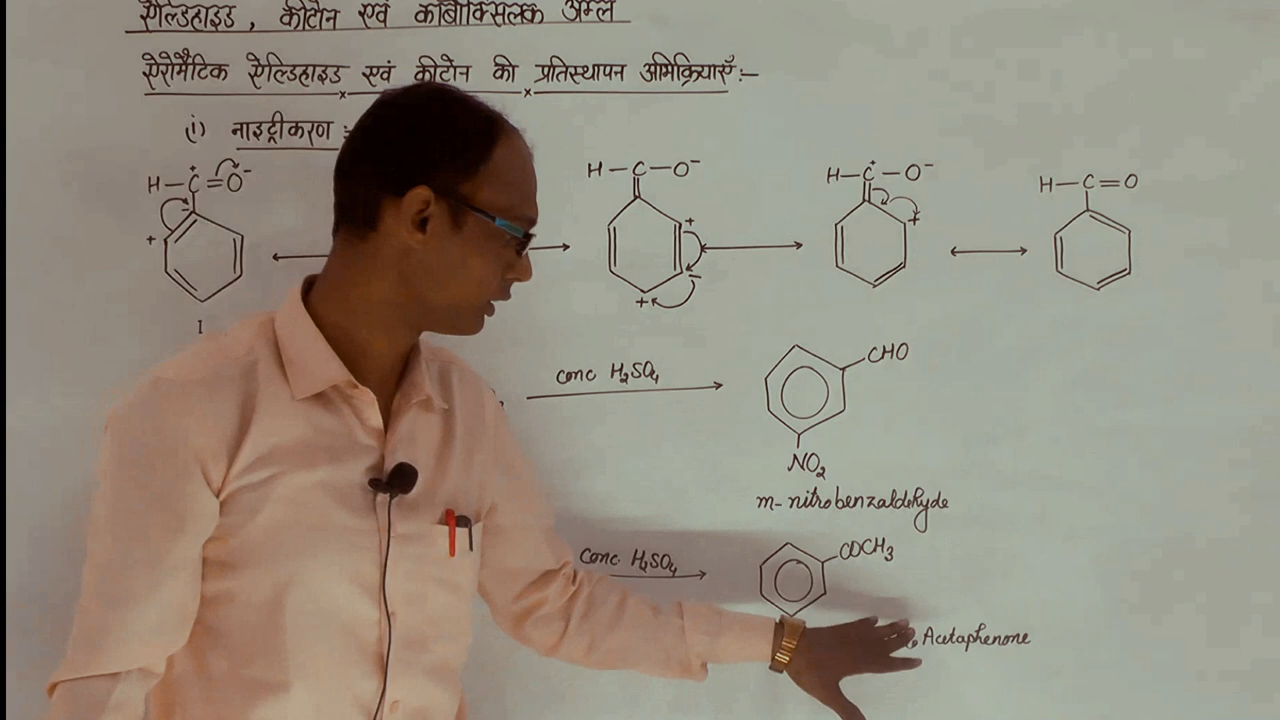 ऐल्डिहाइड, कीटोन एवं कार्बोक्सिलिक अम्ल
ऐरोमैटिक ऐल्डिहाइड एवं कीटोन की प्रतिस्थापन अभिक्रियाएँ :-
(i) नाइट्रीकरण :
H-C=O⁻ H-C-O⁻ H-C-O⁻ H-C=O
I
conc H₂SO₄ CHO
NO₂
m-nitrobenzaldehyde
conc. H₂SO₄ COCH₃
Acetaphenone